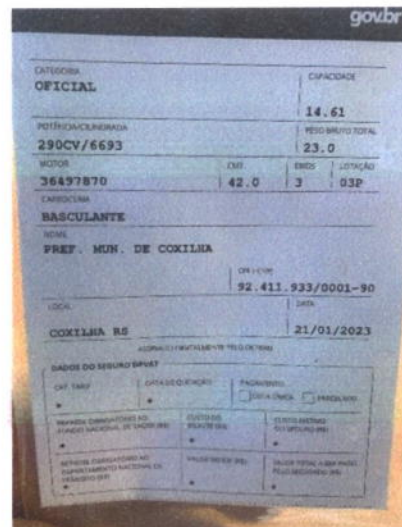 gov.br
CATEGORIA
OFICIAL
CAPACIDADE
14.61
POTÊNCIA/CILINDRADA
290CV/6693
PESO BRUTO TOTAL
23.0
MOTOR
36497870
CMT
42.0
EIXOS
3
LOTAÇÃO
03P
CARROCERIA
BASCULANTE
NOME
PREF. MUN. DE COXILHA
CPF / CNPJ
92.411.933/0001-90
LOCAL
COXILHA RS
DATA
21/01/2023
ASSINADO DIGITALMENTE PELO DETRAN
DADOS DO SEGURO DPVAT
CAT. TARIF
*
DATA DE QUITAÇÃO
*
PAGAMENTO
COTA ÚNICA
PARCELADO
REPASSE OBRIGATÓRIO AO
FUNDO NACIONAL DE SAÚDE (R$)
*
CUSTO DO
BILHETE (R$)
*
CUSTO EFETIVO
DO SEGURO (R$)
*
REPASSE OBRIGATÓRIO AO
DEPARTAMENTO NACIONAL DE
TRÂNSITO (R$)
*
VALOR TOTAL A SER PAGO
PELO SEGURADO (R$)
*